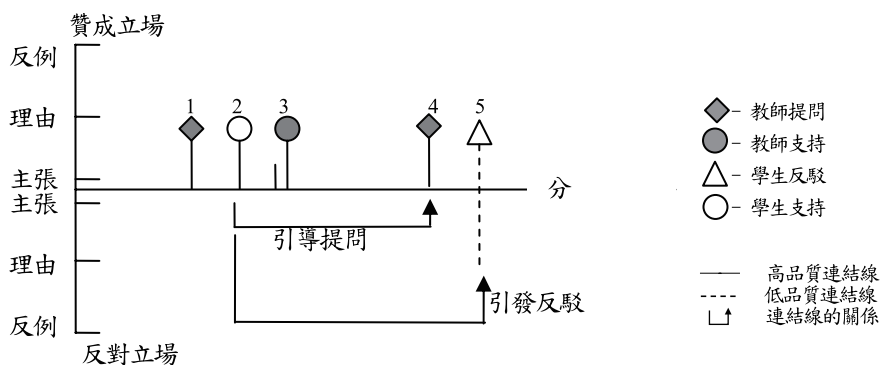 贊成立場
反例
理由
主張
主張
理由
反例
反對立場
1
2
3
4
5
分
引導提問
引發反駁
- 教師提問
- 教師支持
- 學生反駁
- 學生支持
高品質連結線
低品質連結線
連結線的關係